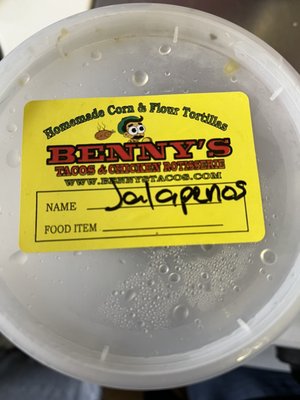 Homemade Corn & Flour Tortillas
BENNY'S
TACOS & CHICKEN ROTISSERIE
WWW.BENNYSTACOS.COM
NAME Jalapenos
FOOD ITEM